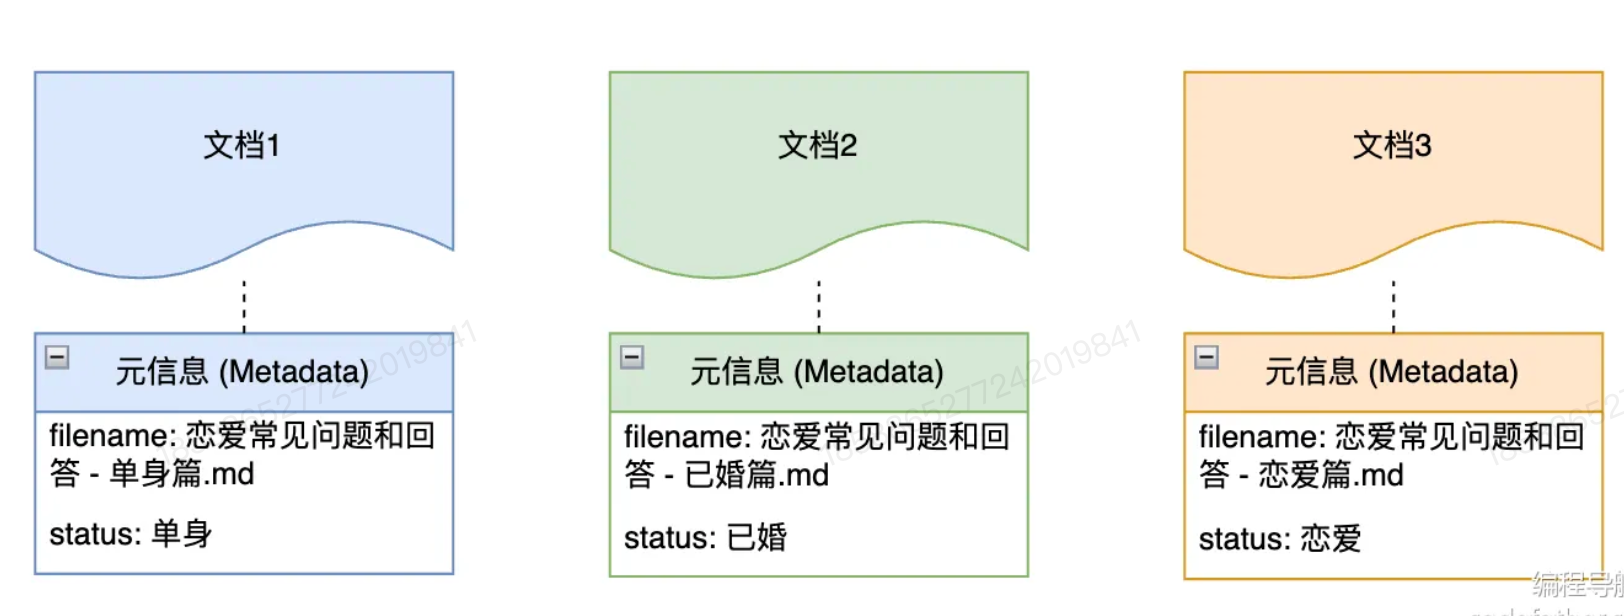 文档1
文档2
文档3
元信息 (Metadata)
filename: 恋爱常见问题和回
答 - 单身篇.md
status: 单身
元信息 (Metadata)
filename: 恋爱常见问题和回
答 - 已婚篇.md
status: 已婚
元信息 (Metadata)
filename: 恋爱常见问题和回
答 - 恋爱篇.md
status: 恋爱
编程导航